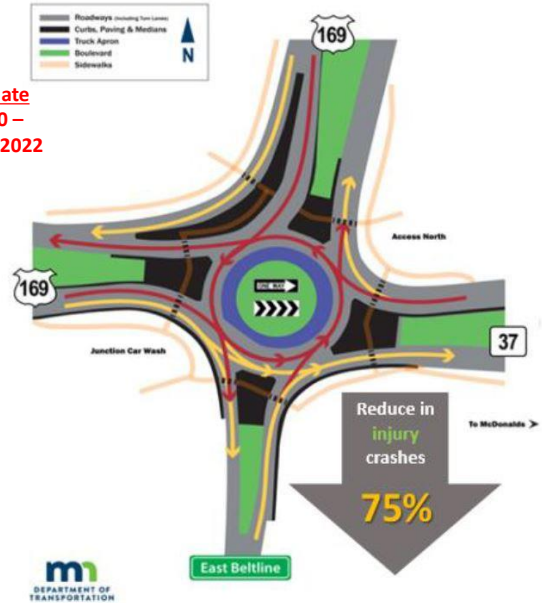 Roadways (Including Turn Lanes)
Curbs, Paving & Medians
Truck Apron
Boulevard
Sidewalks
N
169
ate
0 –
2022
Access North
169
ONE WAY
37
Junction Car Wash
Reduce in
injury
crashes
75%
To McDonalds
East Beltline
mn
DEPARTMENT OF
TRANSPORTATION